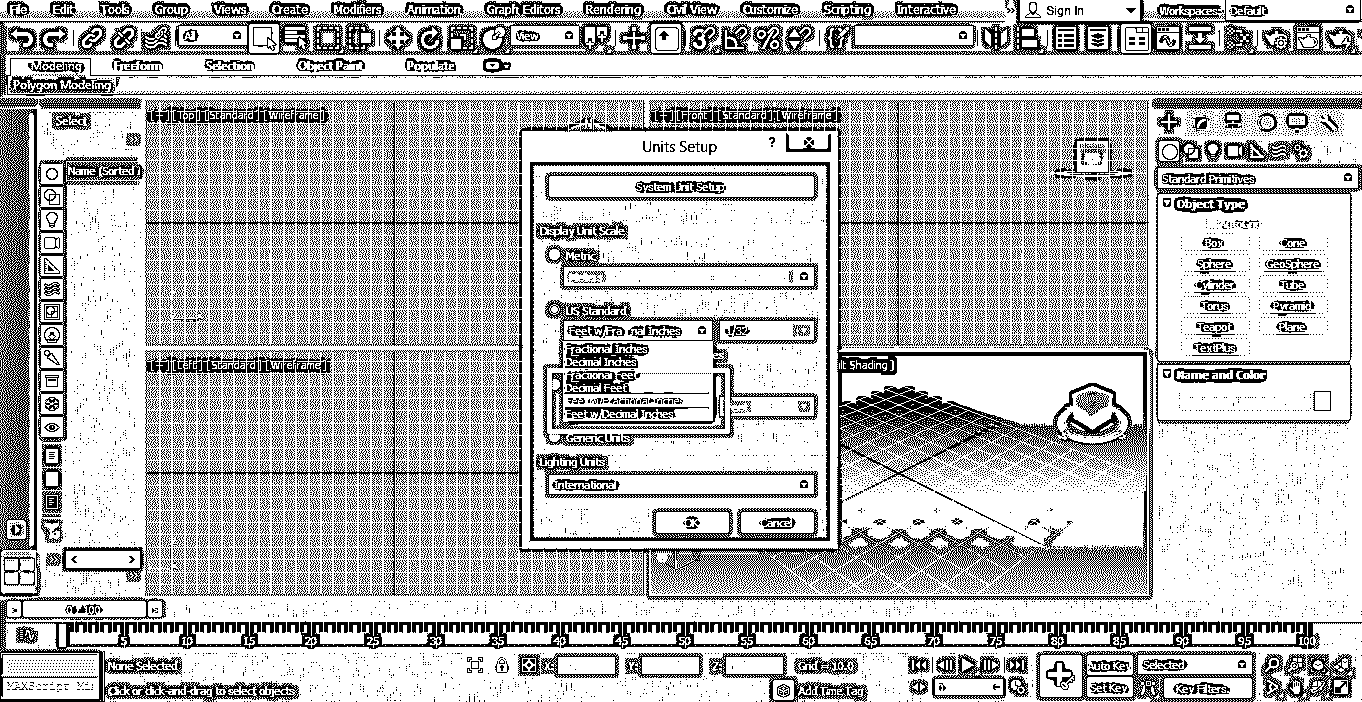 File Edit Tools Group Views Create Modifiers Animation Graph Editors Rendering Civil View Customize Scripting Interactive Sign In Workspaces: Default
All View
Modeling Freeform Selection Object Paint Populate
Polygon Modeling
Select
Name (Sorted
[+] [Top] [Standard] [Wireframe]
[+] [Front] [Standard] [Wireframe]
[+] [Left] [Standard] [Wireframe]
lt Shading ]
Units Setup
?
System Unit Setup
Display Unit Scale
Metric
US Standard
Feet w/Fra nal Inches 1/32
Fractional Inches
Decimal Inches
Fractional Feet
Decimal Feet
Feet w/Fractional Inches
Feet w/Decimal Inches
Generic Units
Lighting Units
International
OK Cancel
Standard Primitives
Object Type
AutoGrid
Box Cone
Sphere GeoSphere
Cylinder Tube
Torus Pyramid
Teapot Plane
TextPlus
Name and Color
0 / 100
5 10 15 20 25 30 35 40 45 50 55 60 65 70 75 80 85 90 95 100
None Selected
X: Y: Z: Grid = 10.0
Auto Key Selected
MAXScript Mi
Click or click-and-drag to select objects
Add Time Tag
Set Key Key Filters...